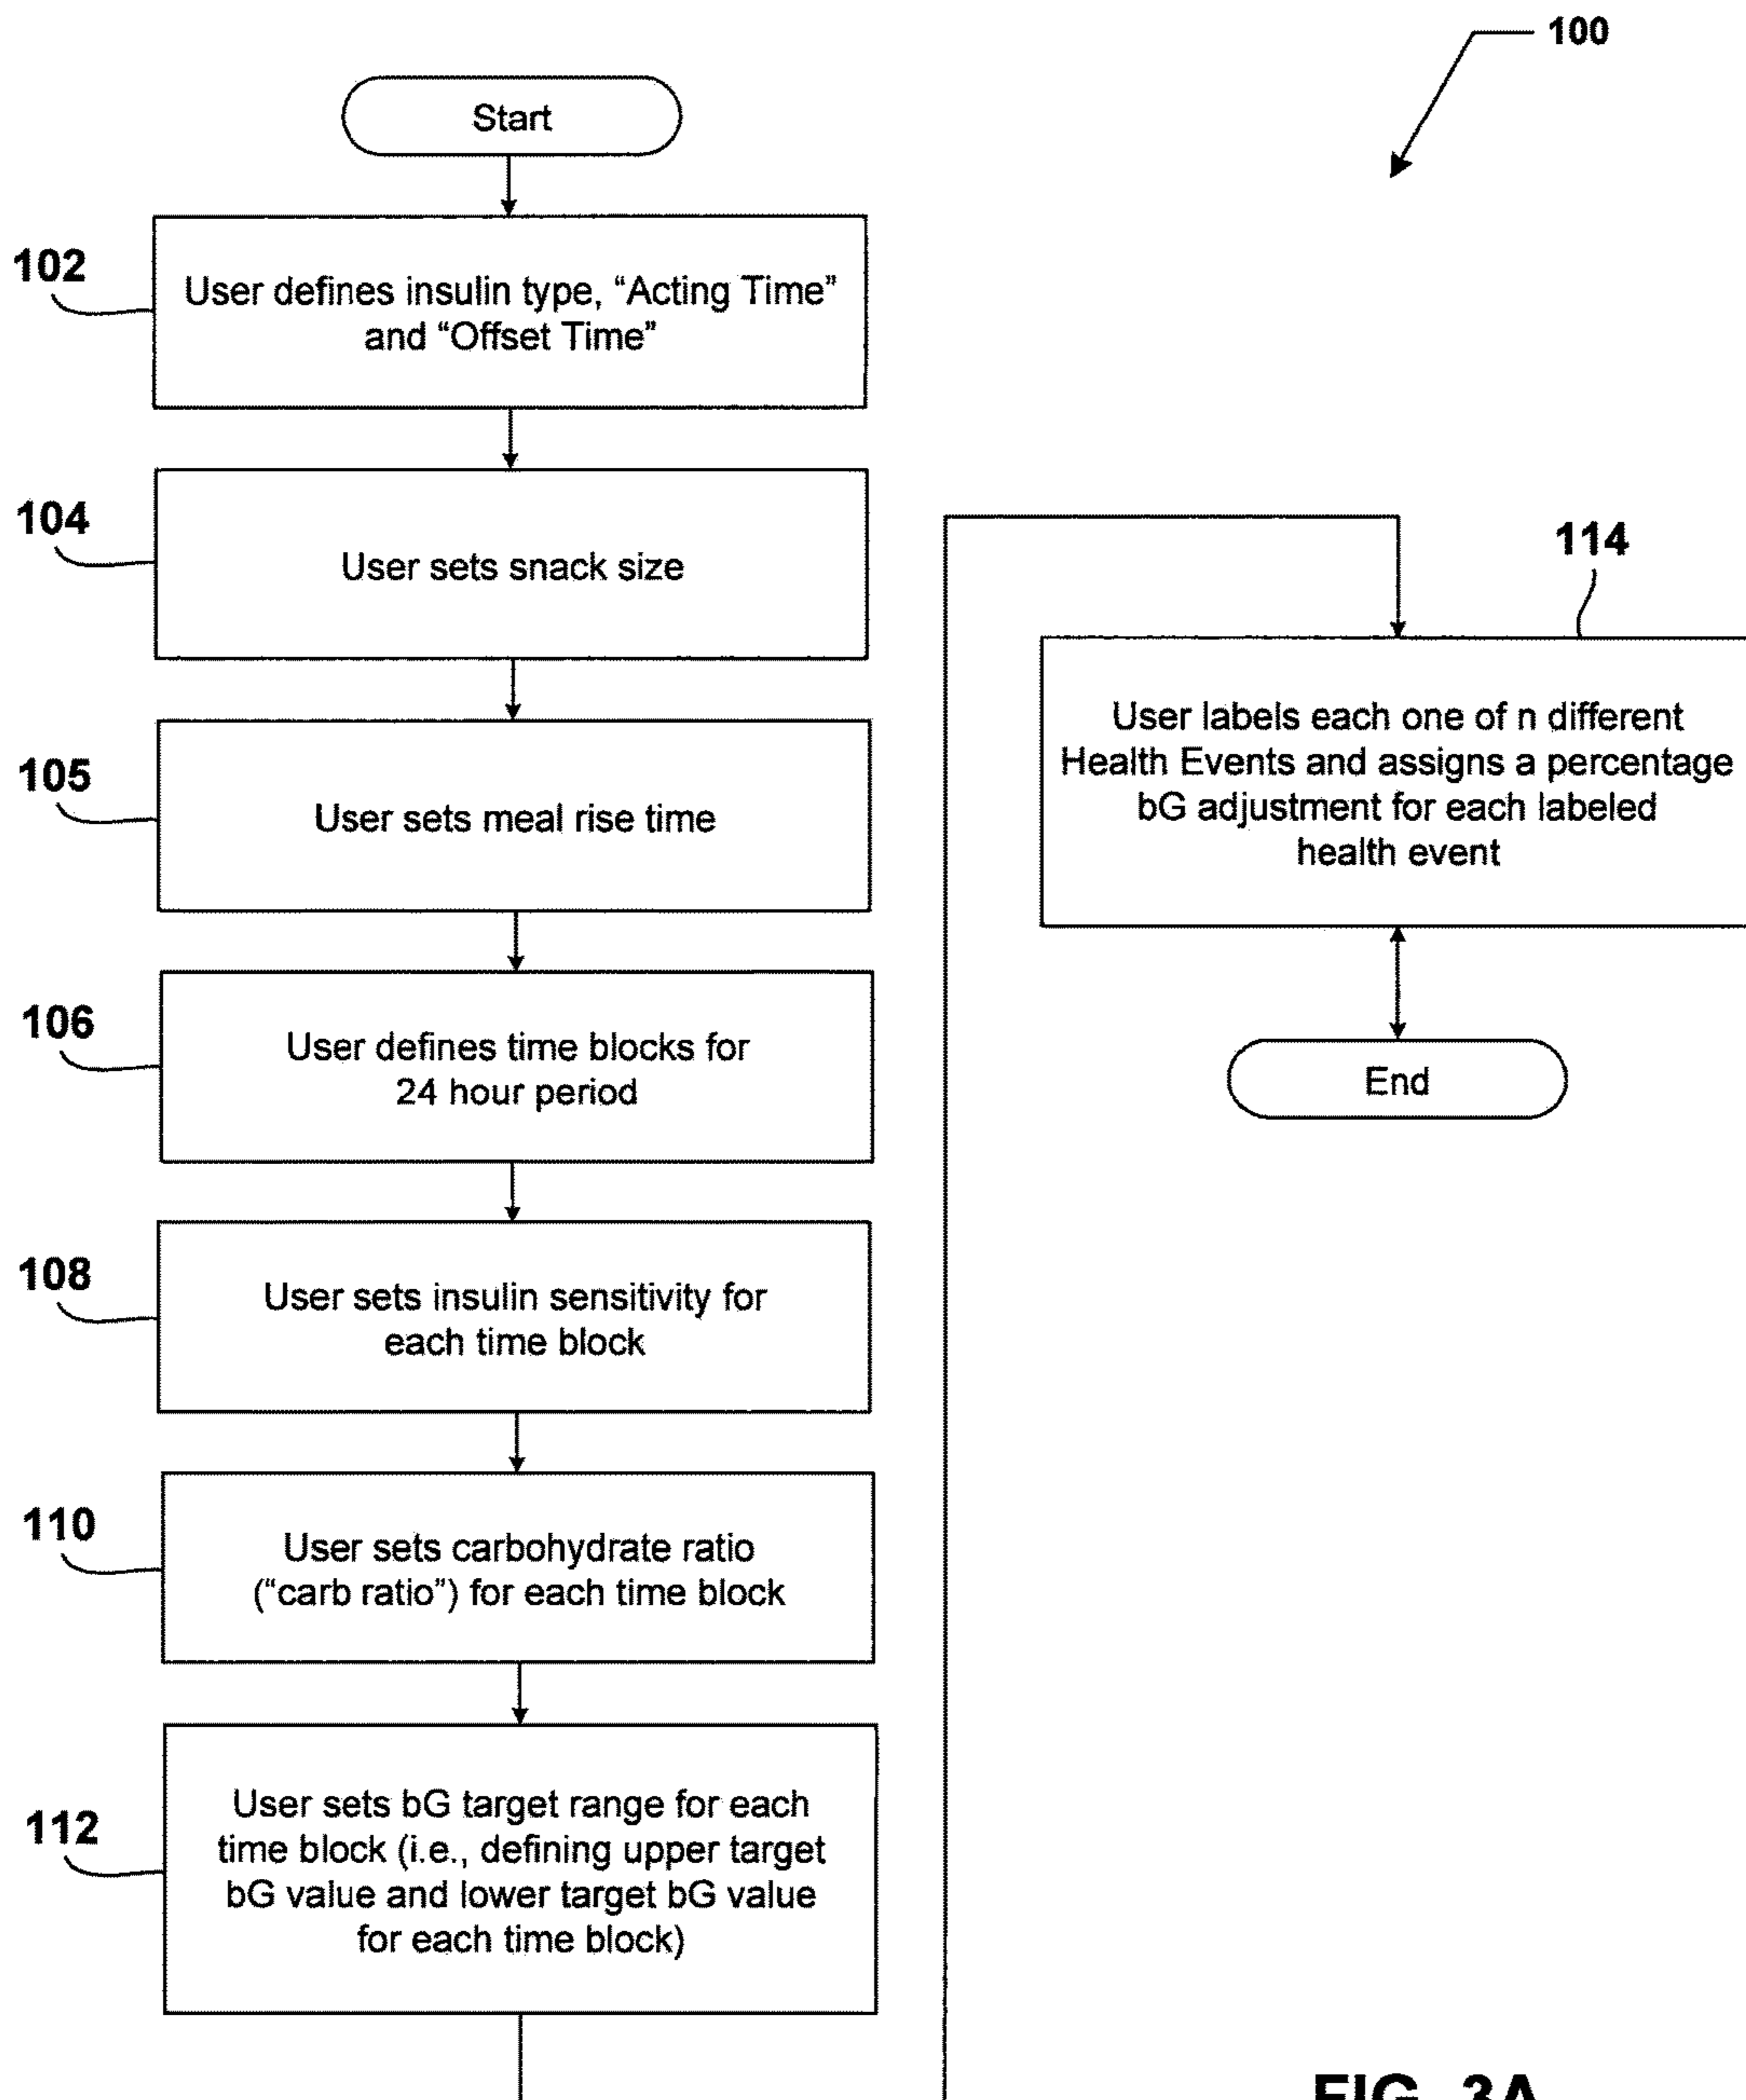 100
Start
102
User defines insulin type, “Acting Time”
and “Offset Time”
104
User sets snack size
105
User sets meal rise time
106
User defines time blocks for
24 hour period
108
User sets insulin sensitivity for
each time block
110
User sets carbohydrate ratio
(“carb ratio”) for each time block
112
User sets bG target range for each
time block (i.e., defining upper target
bG value and lower target bG value
for each time block)
114
User labels each one of n different
Health Events and assigns a percentage
bG adjustment for each labeled
health event
End
FIG. 3A